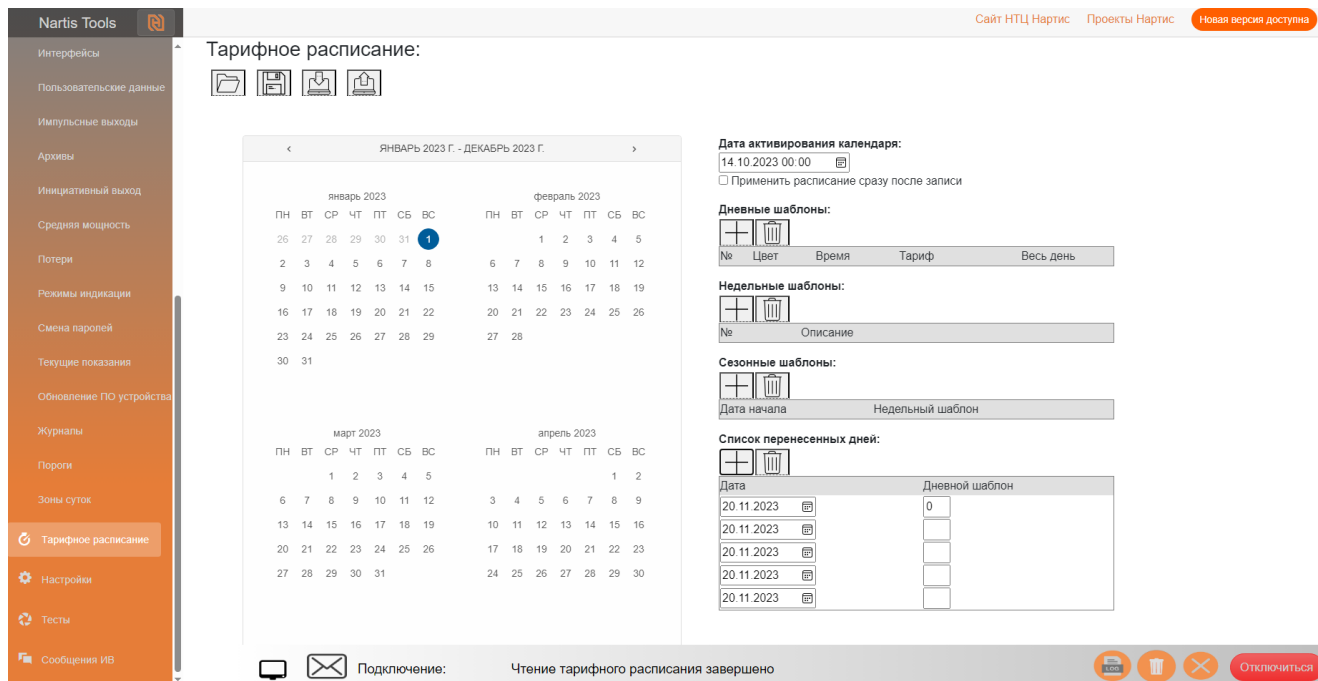 Nartis Tools
Сайт НТЦ Нартис Проекты Нартис Новая версия доступна
Интерфейсы
Пользовательские данные
Импульсные выходы
Архивы
Инициативный выход
Средняя мощность
Потери
Режимы индикации
Смена паролей
Текущие показания
Обновление ПО устройства
Журналы
Пороги
Зоны суток
Тарифное расписание
Настройки
Тесты
Сообщения ИВ
Тарифное расписание:
ЯНВАРЬ 2023 Г. - ДЕКАБРЬ 2023 Г.
январь 2023
ПН ВТ СР ЧТ ПТ СБ ВС
26 27 28 29 30 31 1
2 3 4 5 6 7 8
9 10 11 12 13 14 15
16 17 18 19 20 21 22
23 24 25 26 27 28 29
30 31
февраль 2023
ПН ВТ СР ЧТ ПТ СБ ВС
1 2 3 4 5
6 7 8 9 10 11 12
13 14 15 16 17 18 19
20 21 22 23 24 25 26
27 28
март 2023
ПН ВТ СР ЧТ ПТ СБ ВС
1 2 3 4 5
6 7 8 9 10 11 12
13 14 15 16 17 18 19
20 21 22 23 24 25 26
27 28 29 30 31
апрель 2023
ПН ВТ СР ЧТ ПТ СБ ВС
1 2
3 4 5 6 7 8 9
10 11 12 13 14 15 16
17 18 19 20 21 22 23
24 25 26 27 28 29 30
Дата активирования календаря:
14.10.2023 00:00
Применить расписание сразу после записи
Дневные шаблоны:
№ Цвет Время Тариф Весь день
Недельные шаблоны:
№ Описание
Сезонные шаблоны:
Дата начала Недельный шаблон
Список перенесенных дней:
Дата Дневной шаблон
20.11.2023 0
20.11.2023
20.11.2023
20.11.2023
20.11.2023
Подключение: Чтение тарифного расписания завершено
LOG
Отключиться